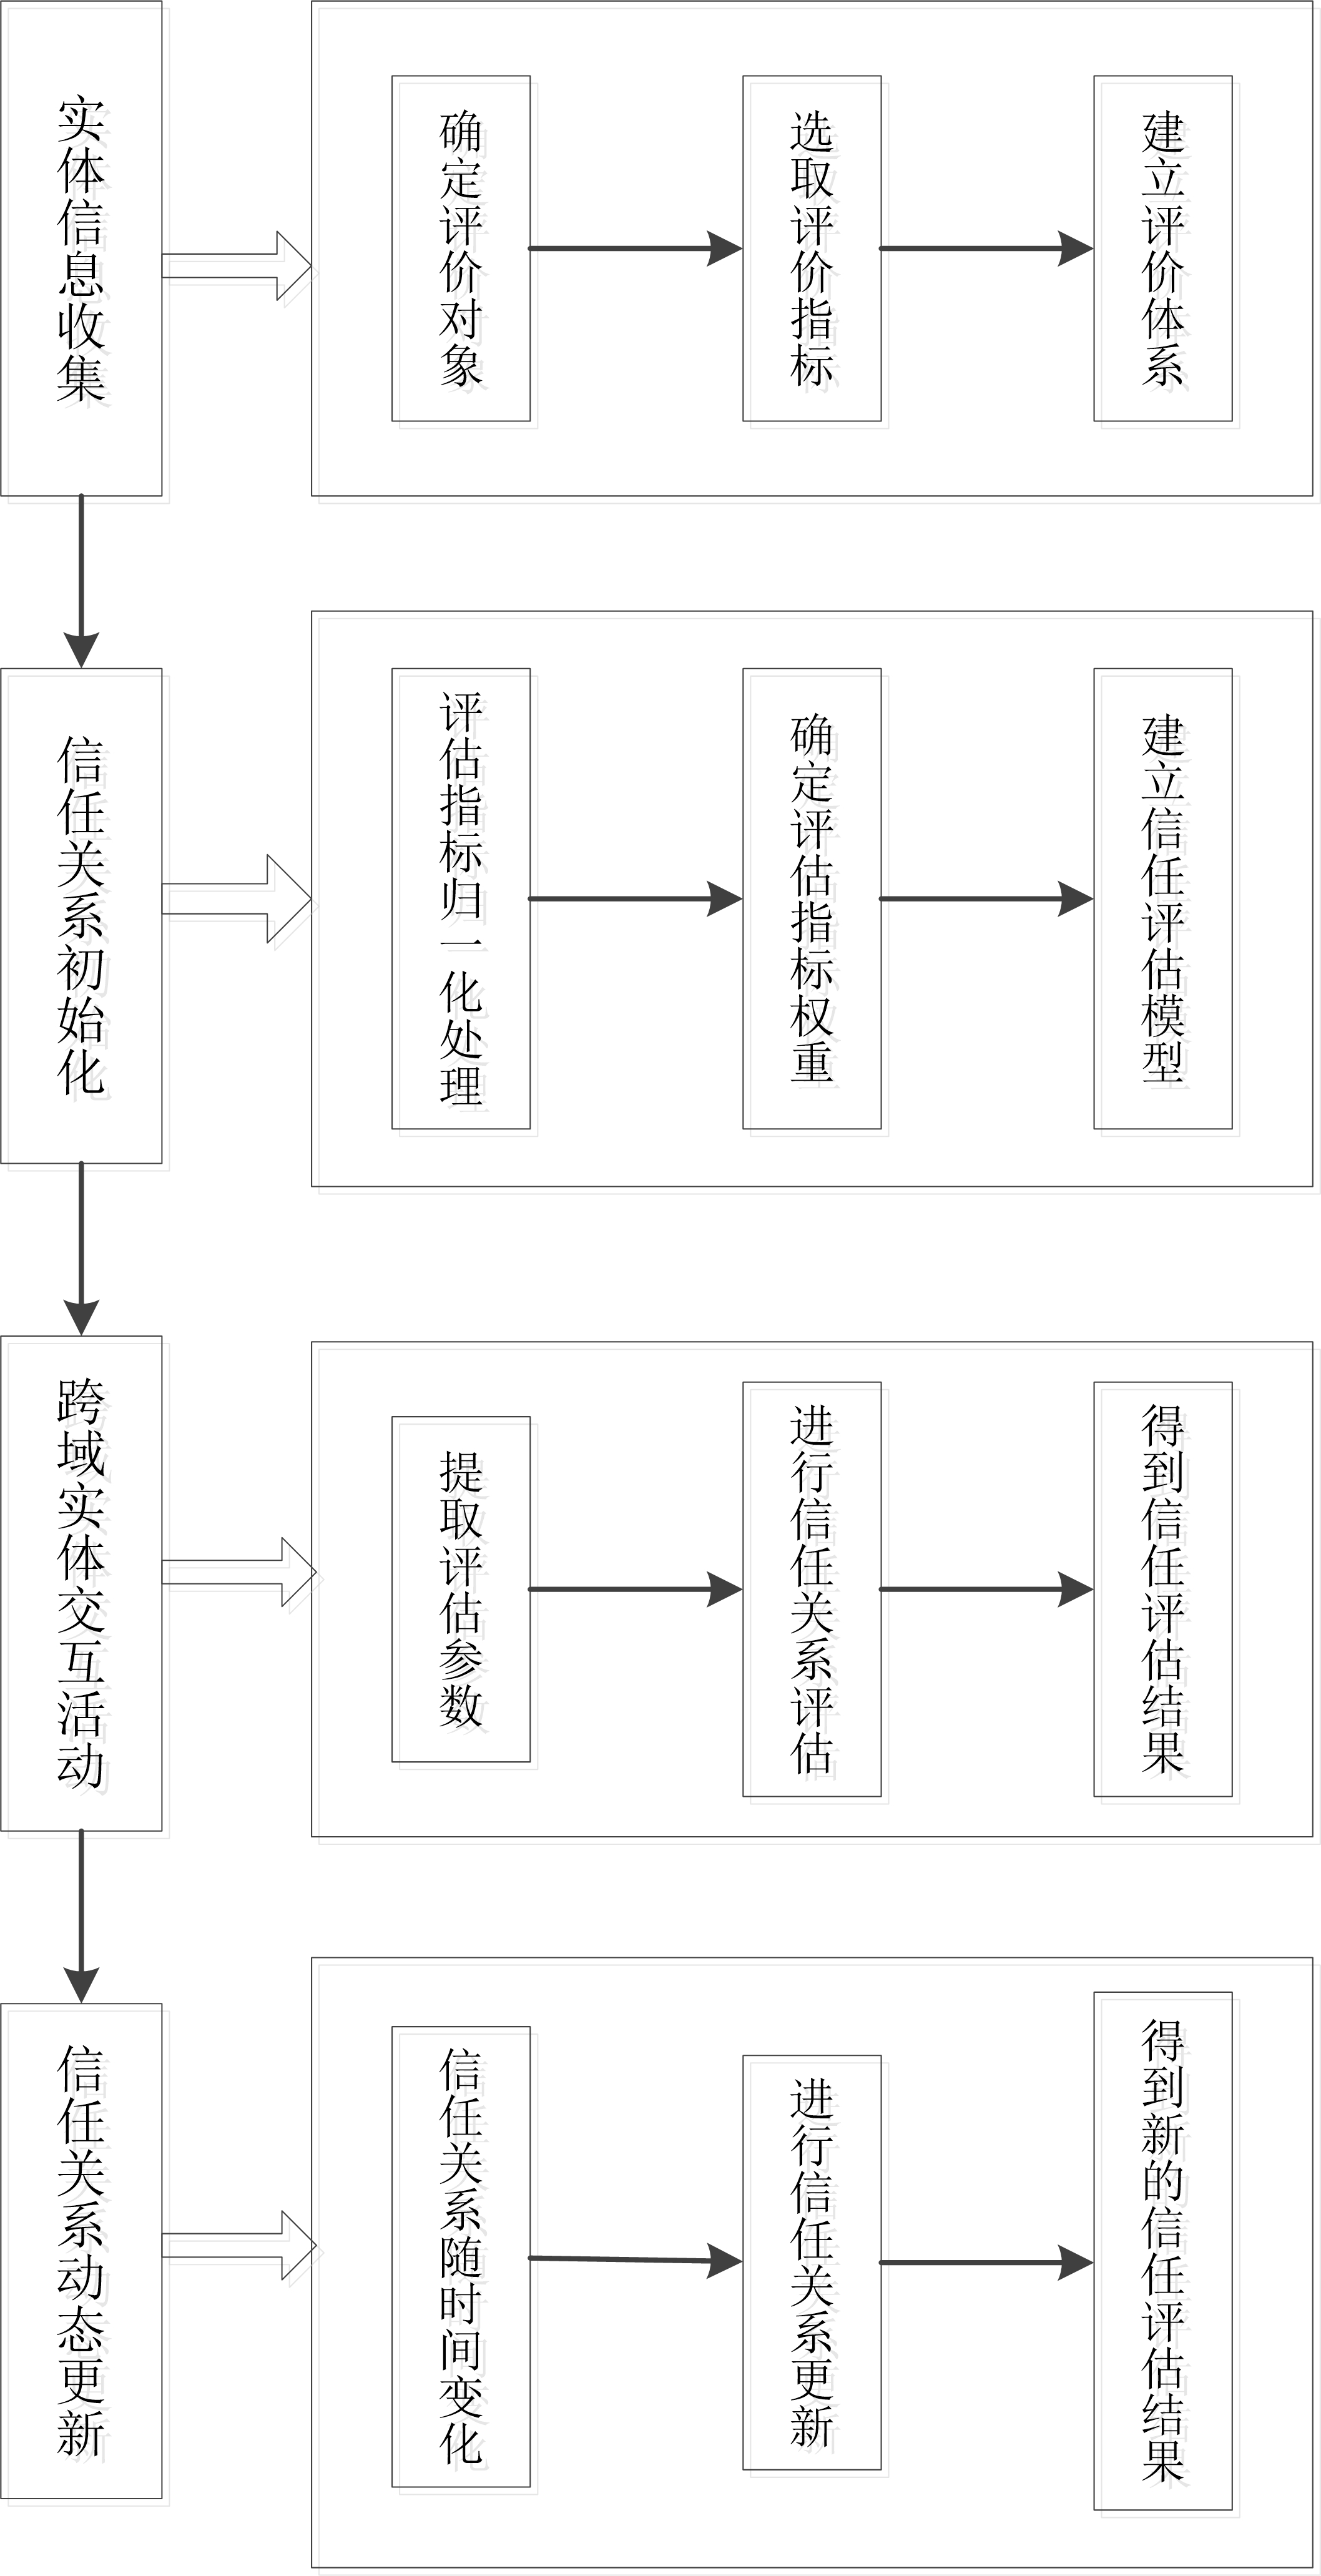 实体信息收集
确定评价对象
选取评价指标
建立评价体系
信任关系初始化
评估指标归一化处理
确定评估指标权重
建立信任评估模型
跨域实体交互活动
提取评估参数
进行信任关系评估
得到信任评估结果
信任关系动态更新
信任关系随时间变化
进行信任关系更新
得到新的信任评估结果